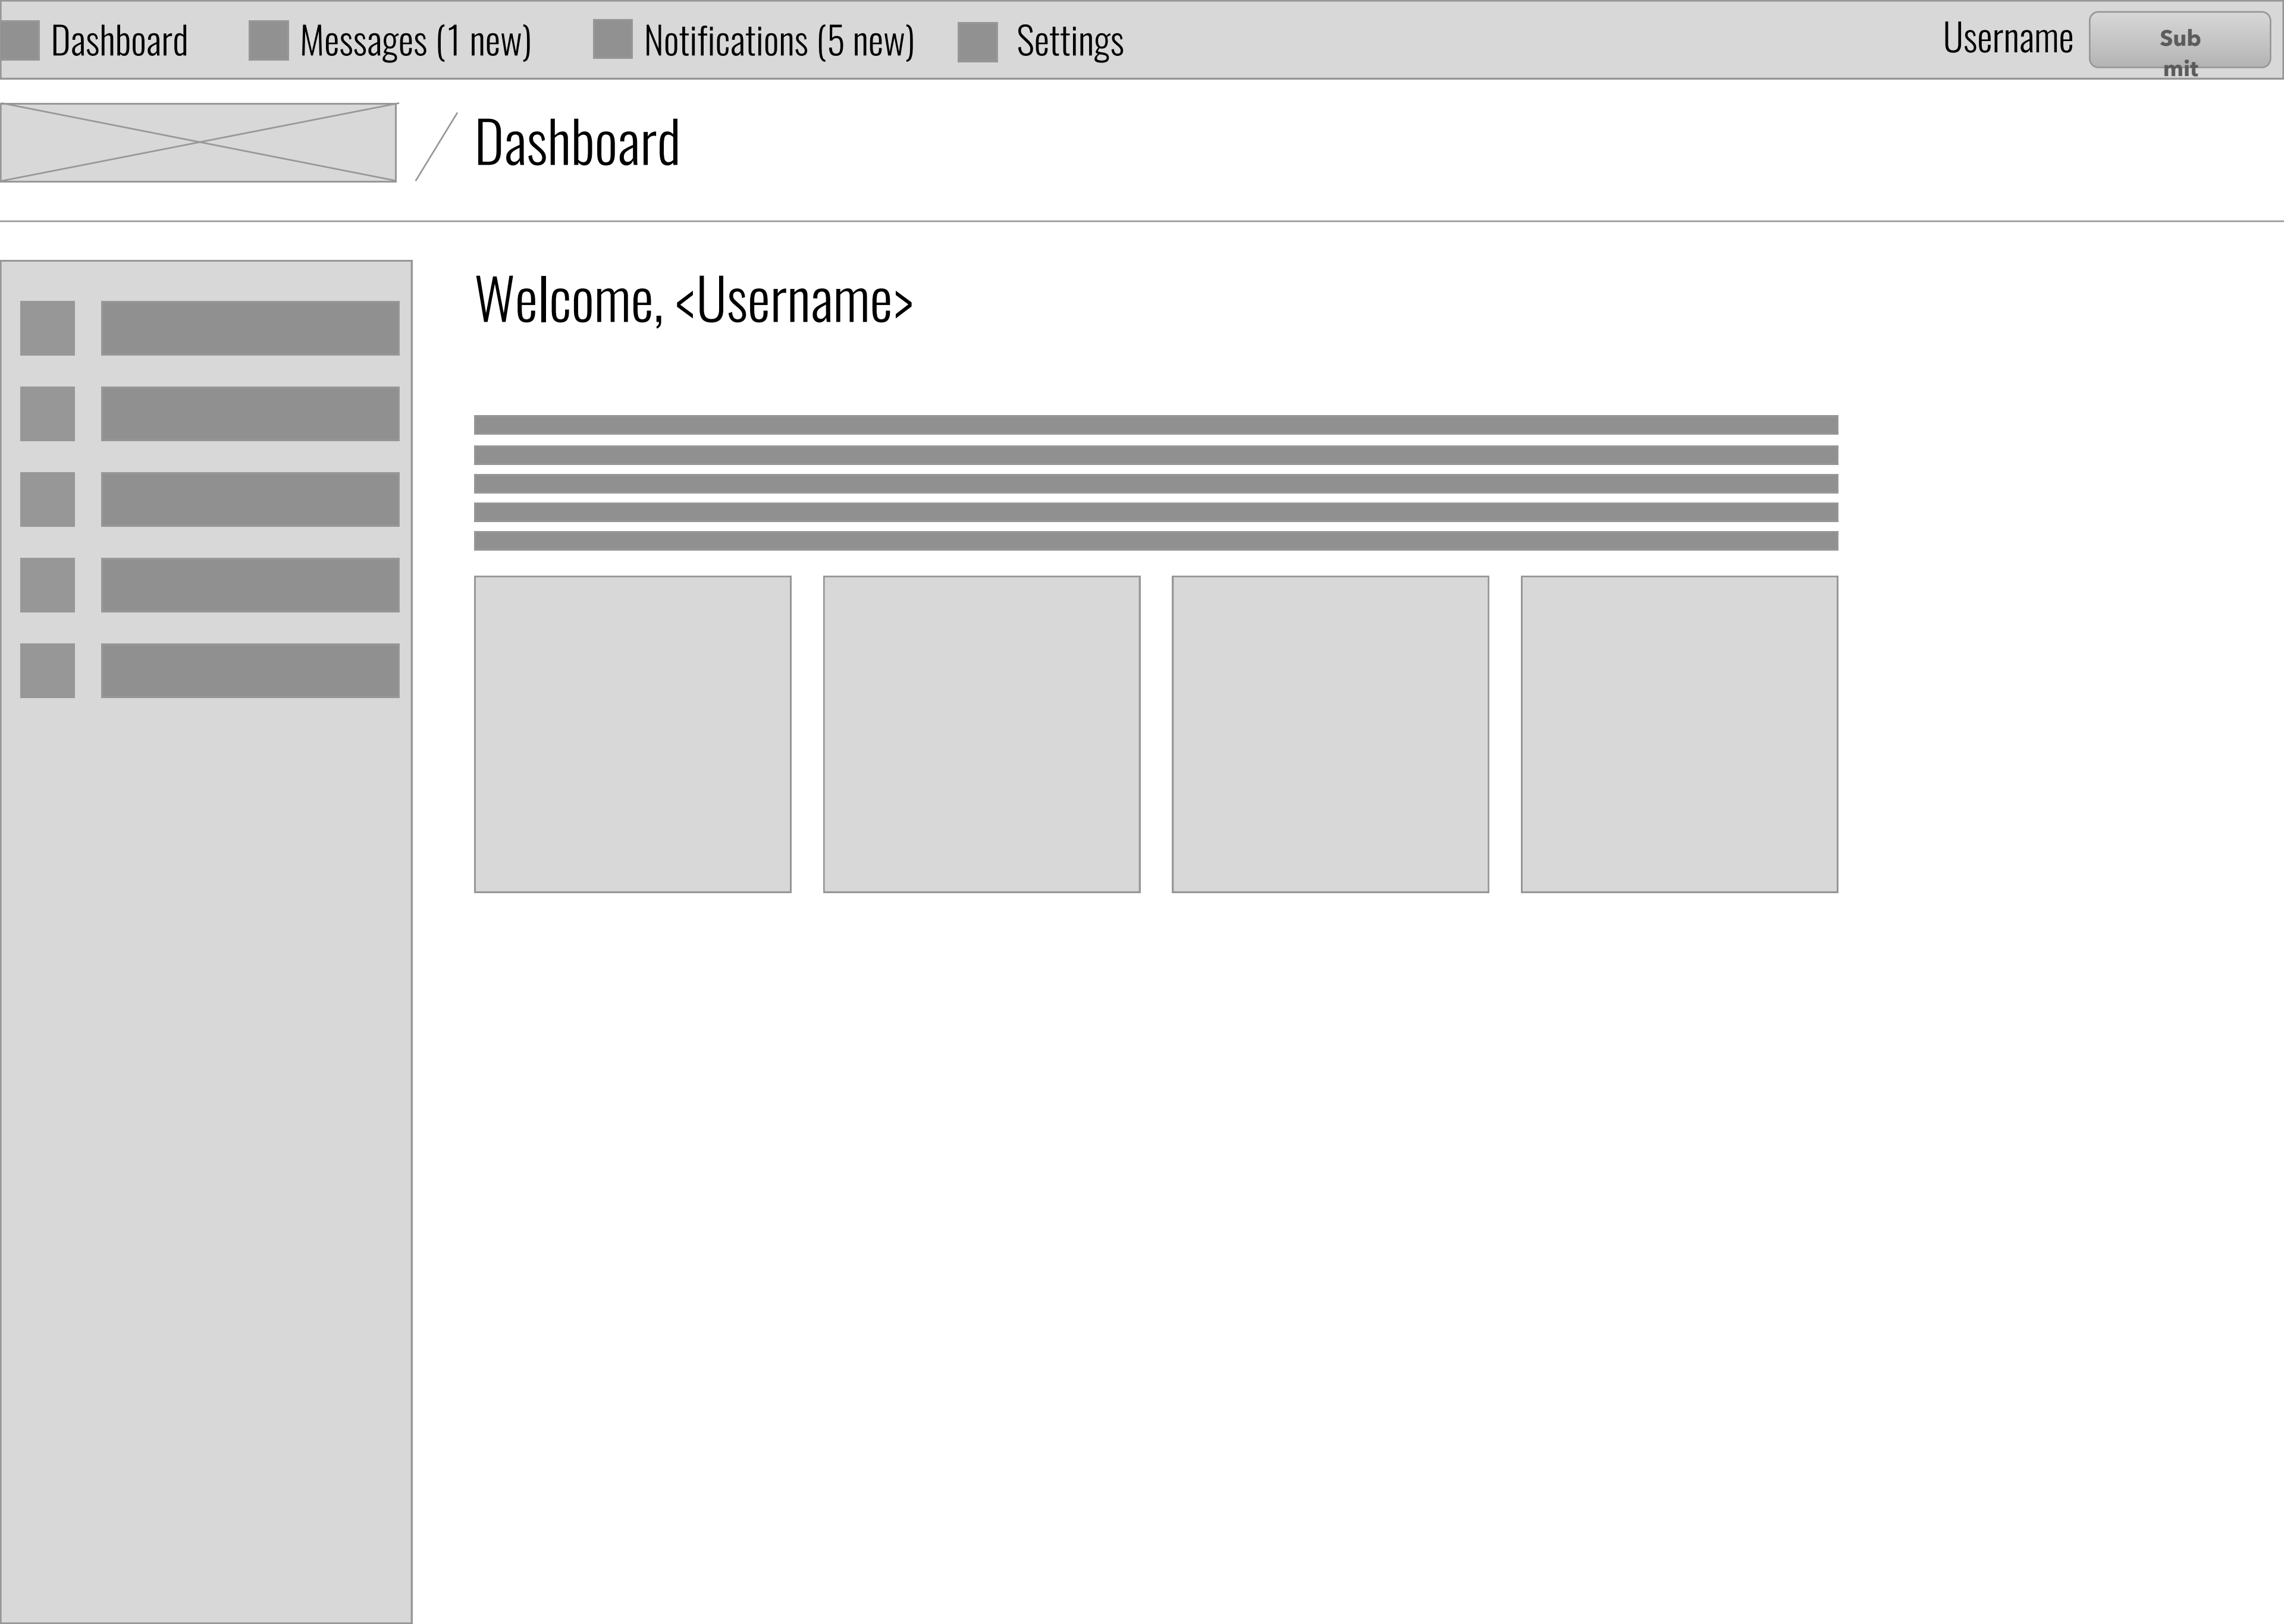 Dashboard Messages (1 new) Notifications (5 new) Settings Username Sub
mit
Dashboard
Welcome, <Username>